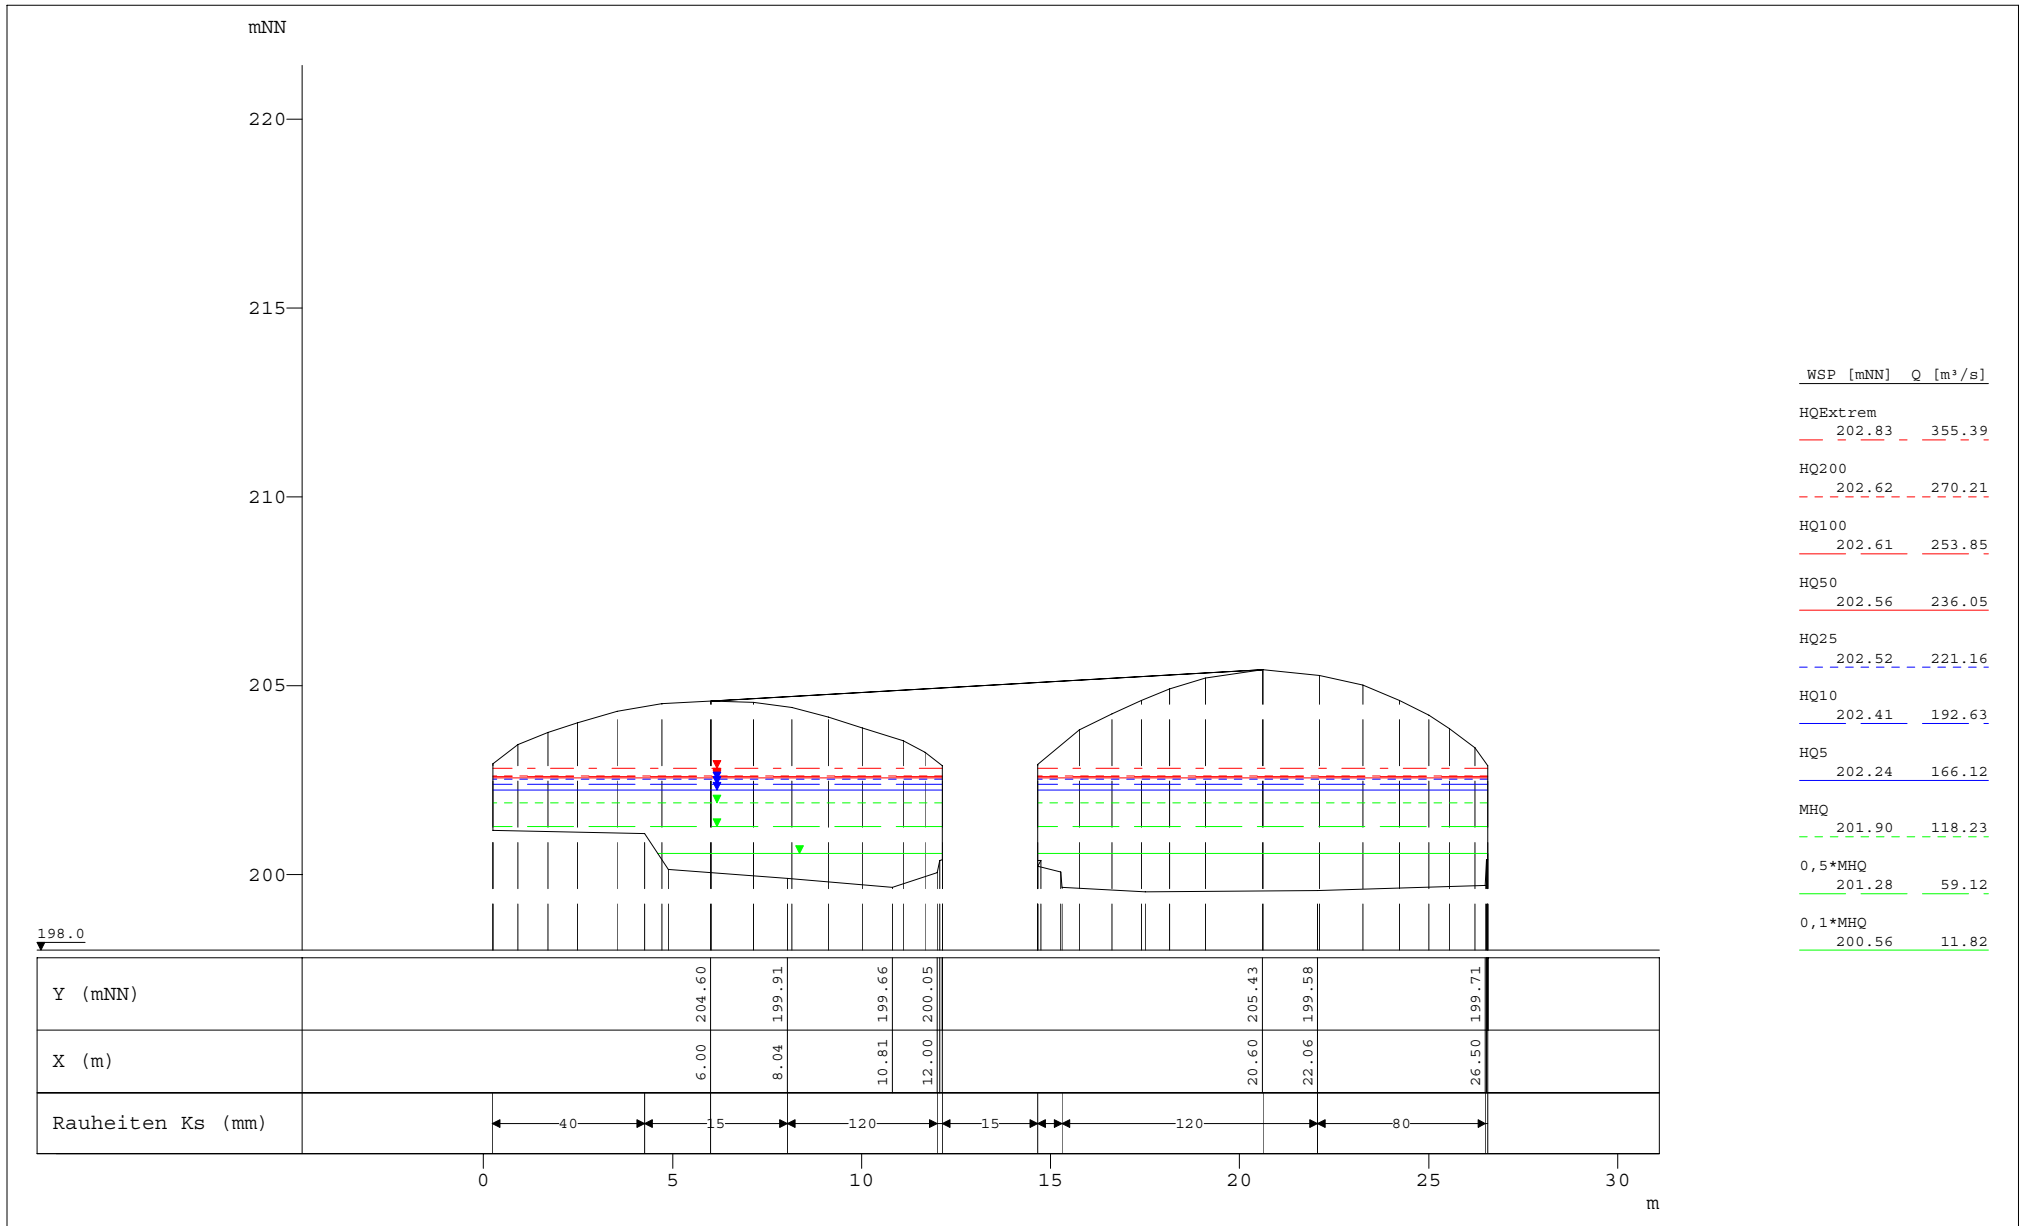 mNN
220
215
210
205
200
198.0
WSP [mNN] Q [m³/s]
HQExtrem
202.83 355.39
HQ200
202.62 270.21
HQ100
202.61 253.85
HQ50
202.56 236.05
HQ25
202.52 221.16
HQ10
202.41 192.63
HQ5
202.24 166.12
MHQ
201.90 118.23
0,5*MHQ
201.28 59.12
0,1*MHQ
200.56 11.82
Y (mNN) 204.60 199.91 199.66 200.05 205.43 199.58 199.71
X (m) 6.00 8.04 10.81 12.00 20.60 22.06 26.50
Rauheiten Ks (mm) 40 15 120 15 120 80
0 5 10 15 20 25 30
m